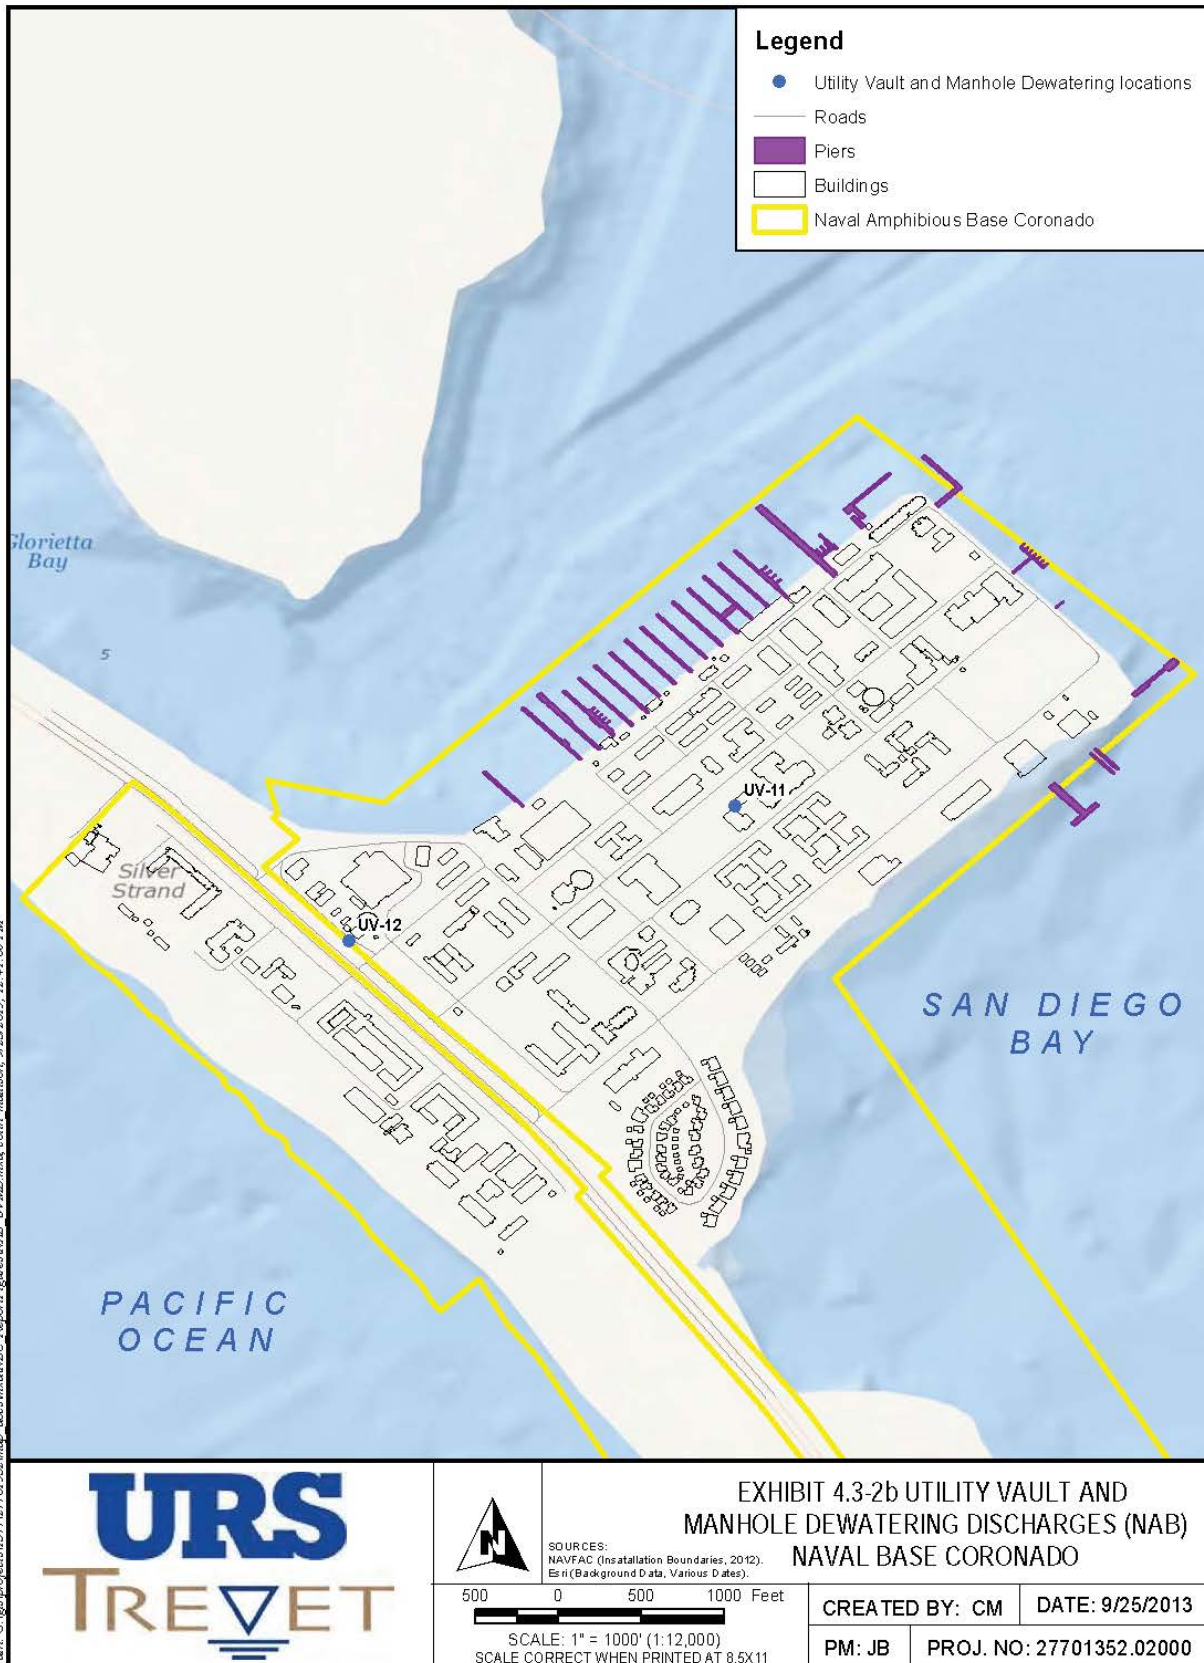 Legend
Utility Vault and Manhole Dewatering locations
Roads
Piers
Buildings
Naval Amphibious Base Coronado
Glorietta
Bay
5
UV-11
Silver
Strand
UV-12
SAN DIEGO
BAY
PACIFIC
OCEAN
URS
TREVET
N
SOURCES:
NAVFAC (Insatallation Boundaries, 2012).
Esri (Background Data, Various Dates).
EXHIBIT 4.3-2b UTILITY VAULT AND
MANHOLE DEWATERING DISCHARGES (NAB)
NAVAL BASE CORONADO
500 0 500 1000 Feet
SCALE: 1" = 1000' (1:12,000)
SCALE CORRECT WHEN PRINTED AT 8.5X11
CREATED BY: CM
DATE: 9/25/2013
PM: JB
PROJ. NO: 27701352.02000